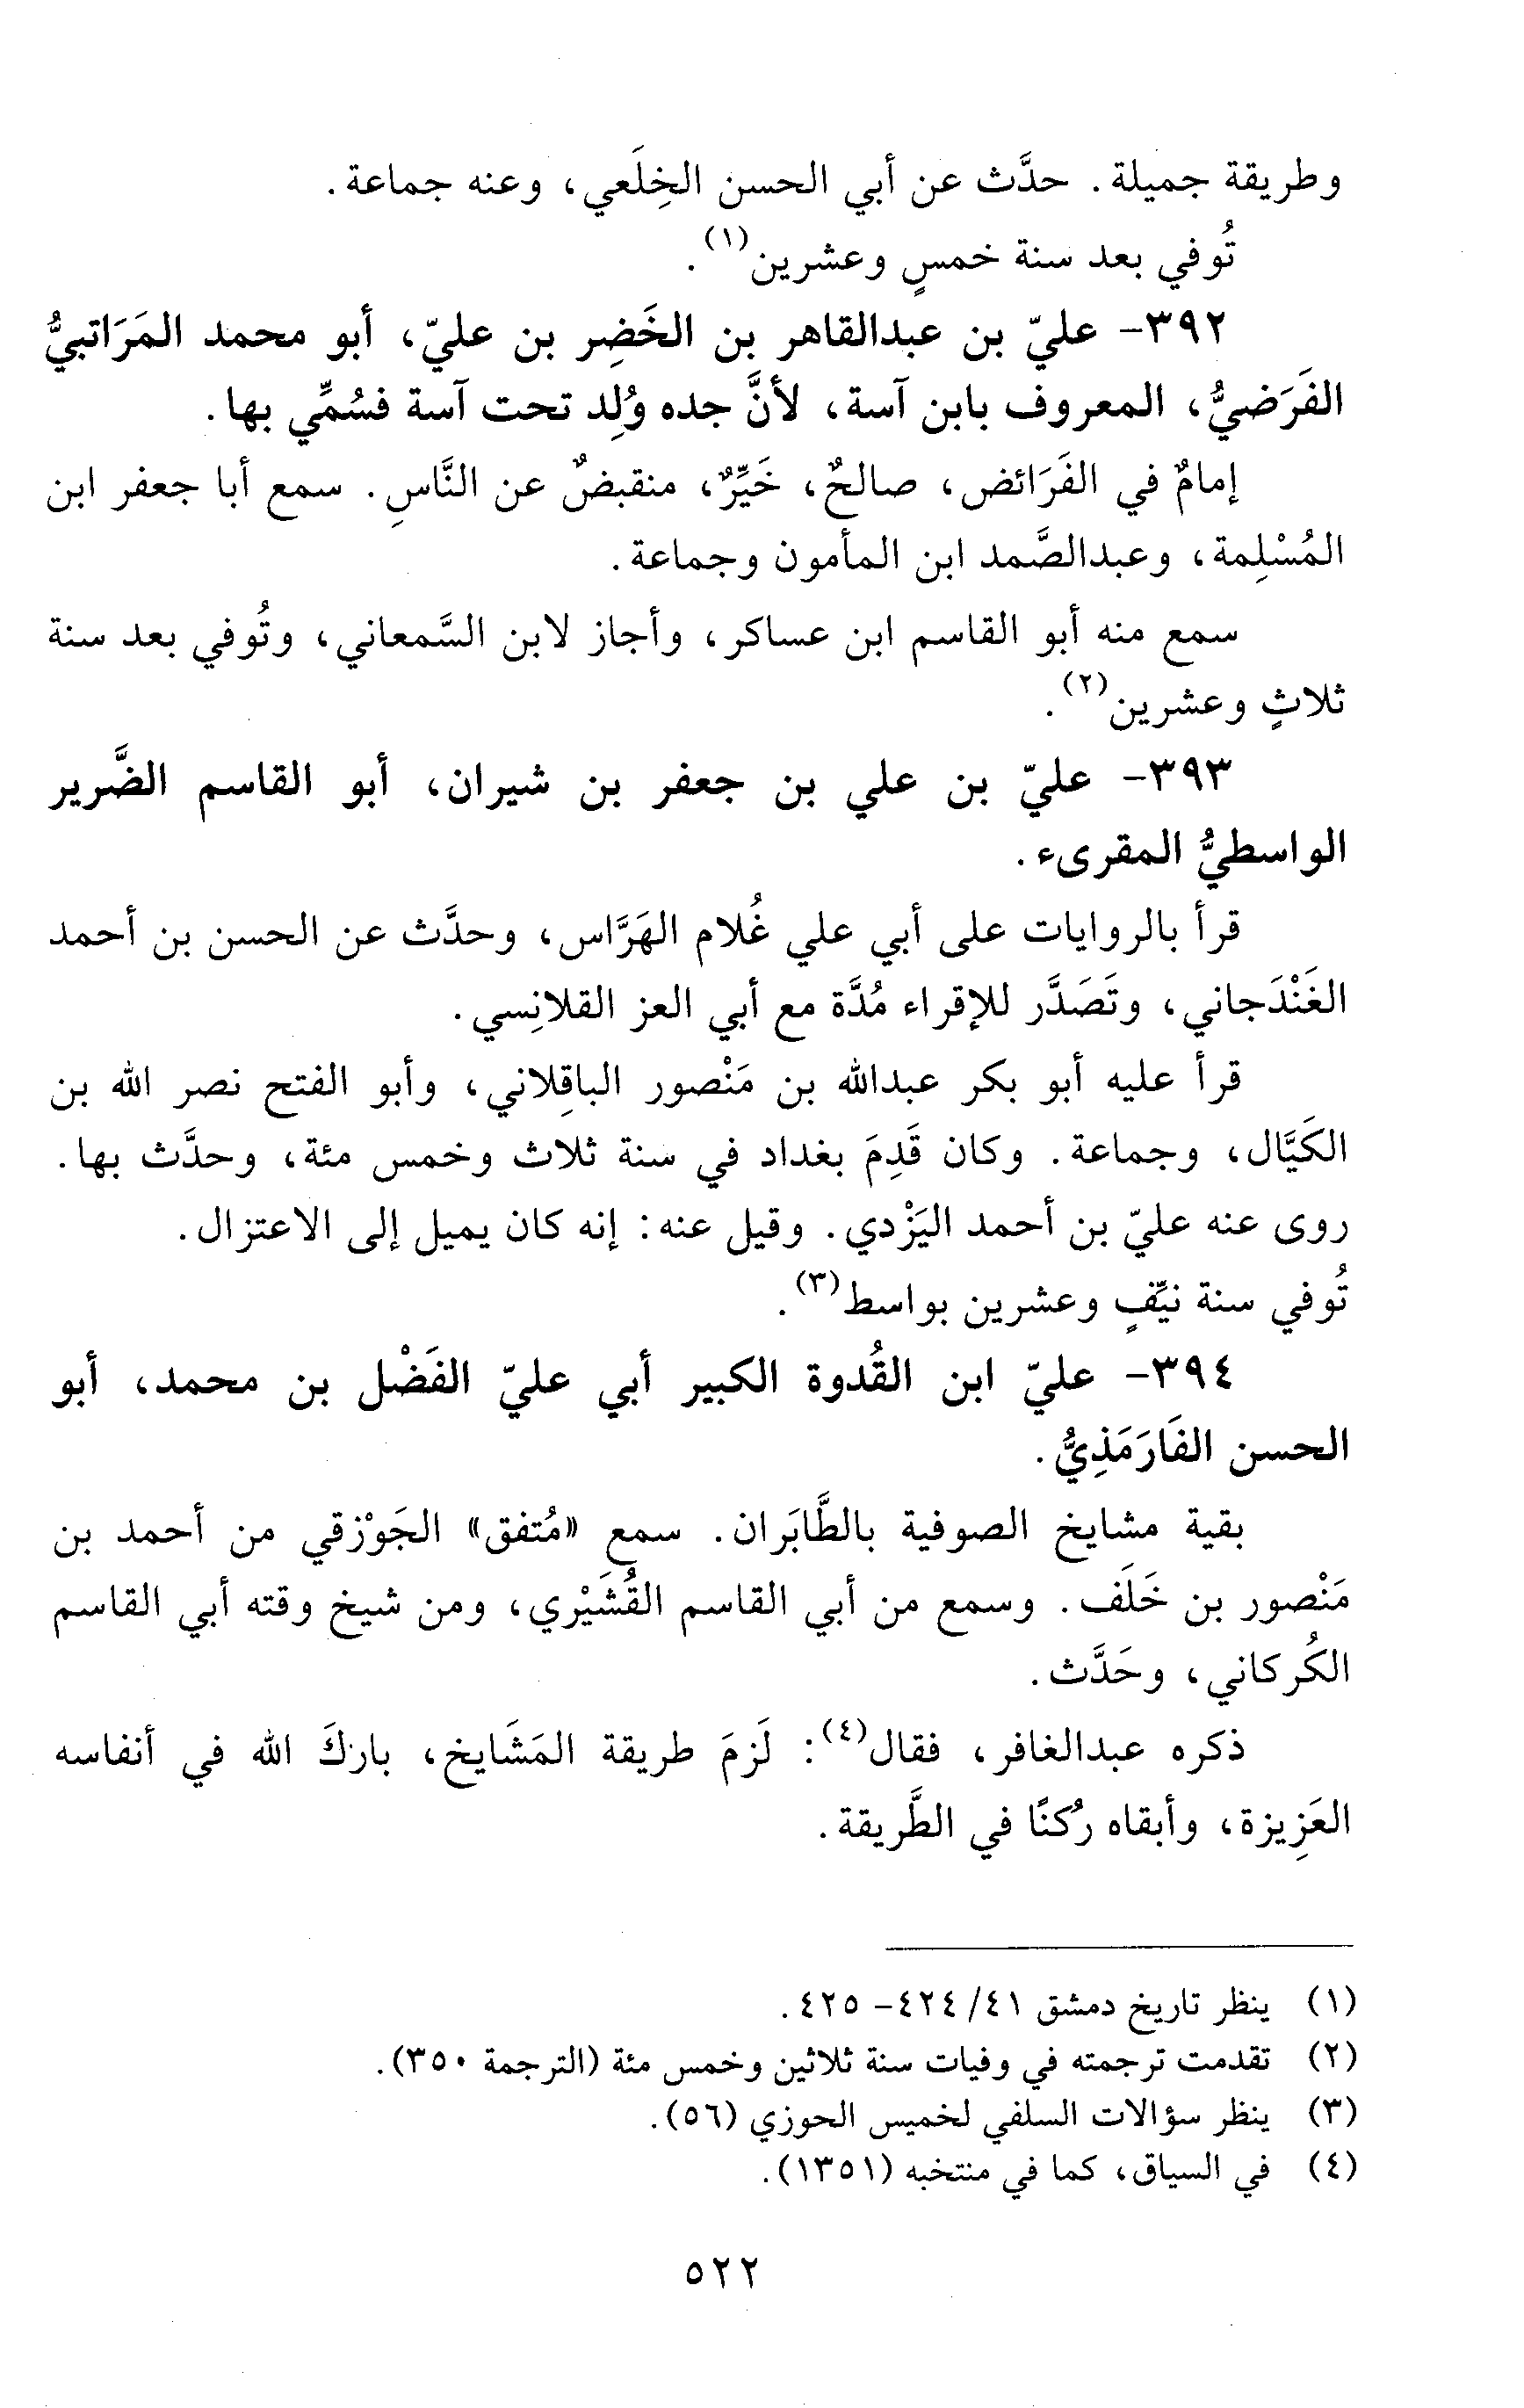 وطريقة جميلة. حدَّث عن أبي الحسن الخِلَعي، وعنه جماعة.
تُوفي بعد سنة خمسٍ وعشرين(١).
٣٩٢- عليّ بن عبدالقاهر بن الخَضِر بن عليّ، أبو محمد المَرَاتبيُّ
الفَرَضيُّ، المعروف بابن آسة، لأنَّ جده وُلِد تحت آسة فسُمِّي بها.
إمامٌ في الفَرَائض، صالحٌ، خَيِّرٌ، منقبضٌ عن النَّاسِ. سمع أبا جعفر ابن
المُسْلِمة، وعبدالصَّمد ابن المأمون وجماعة.
سمع منه أبو القاسم ابن عساكر، وأجاز لابن السَّمعاني، وتُوفي بعد سنة
ثلاثٍ وعشرين(٢).
٣٩٣- عليّ بن علي بن جعفر بن شيران، أبو القاسم الضَّرير
الواسطيُّ المقرىء.
قرأ بالروايات على أبي علي غُلام الهَرَّاس، وحدَّث عن الحسن بن أحمد
الغَنْدَجاني، وتَصَدَّر للإقراء مُدَّة مع أبي العز القلانِسي.
قرأ عليه أبو بكر عبدالله بن مَنْصور الباقِلاني، وأبو الفتح نصر الله بن
الكَيَّال، وجماعة. وكان قَدِمَ بغداد في سنة ثلاث وخمس مئة، وحدَّث بها.
روى عنه عليّ بن أحمد اليَزْدي. وقيل عنه: إنه كان يميل إلى الاعتزال.
تُوفي سنة نيِّفٍ وعشرين بواسط(٣).
٣٩٤- عليّ ابن القُدوة الكبير أبي عليّ الفَضْل بن محمد، أبو
الحسن الفَارَمَذِيُّ.
بقية مشايخ الصوفية بالطَّابَران. سمع «مُتفق» الجَوْزقي من أحمد بن
مَنْصور بن خَلَف. وسمع من أبي القاسم القُشَيْري، ومن شيخ وقته أبي القاسم
الكُركاني، وحَدَّث.
ذكره عبدالغافر، فقال(٤): لَزمَ طريقة المَشَايخ، باركَ الله في أنفاسه
العَزِيزة، وأبقاه رُكنًا في الطَّريقة.
(١) ينظر تاريخ دمشق ٤١/ ٤٢٤- ٤٢٥.
(٢) تقدمت ترجمته في وفيات سنة ثلاثين وخمس مئة (الترجمة ٣٥٠).
(٣) ينظر سؤالات السلفي لخميس الحوزي (٥٦).
(٤) في السياق، كما في منتخبه (١٣٥١).
٥٢٢